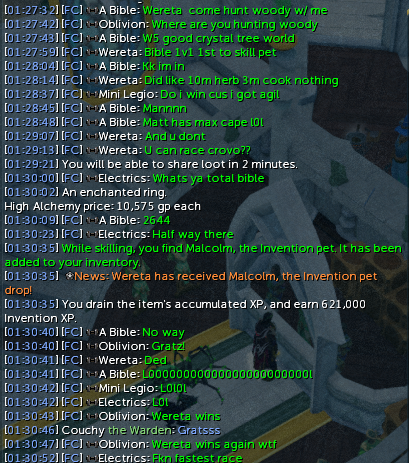 [01:27:32] [FC] A Bible: Wereta come hunt woody w/ me
[01:27:42] [FC] Oblivion: Where are you hunting woody
[01:27:43] [FC] A Bible: W5 good crystal tree world
[01:27:59] [FC] Wereta: Bible 1v1 1st to skill pet
[01:28:04] [FC] A Bible: Kk im in
[01:28:14] [FC] Wereta: Did like 10m herb 3m cook nothing
[01:28:37] [FC] Mini Legio: Do i win cus i got agil
[01:28:45] [FC] A Bible: Mannnn
[01:28:48] [FC] A Bible: Matt has max cape l0l
[01:29:07] [FC] Wereta: And u dont
[01:29:13] [FC] Wereta: U can race crovo??
[01:29:21] You will be able to share loot in 2 minutes.
[01:30:00] [FC] Electrics: Whats ya total bible
[01:30:02] An enchanted ring.
High Alchemy price: 10,575 gp each
[01:30:09] [FC] A Bible: 2644
[01:30:23] [FC] Electrics: Half way there
[01:30:35] While skilling, you find Malcolm, the Invention pet. It has been
added to your inventory.
[01:30:35] News: Wereta has received Malcolm, the Invention pet
drop!
[01:30:35] You drain the item's accumulated XP, and earn 621,000
Invention XP.
[01:30:40] [FC] A Bible: No way
[01:30:40] [FC] Oblivion: Gratz!
[01:30:41] [FC] Wereta: Ded
[01:30:41] [FC] A Bible: L0000000000000000000000000l
[01:30:42] [FC] Mini Legio: L0l0l
[01:30:42] [FC] Electrics: L0l
[01:30:43] [FC] Oblivion: Wereta wins
[01:30:46] Couchy the Warden: Gratsss
[01:30:47] [FC] Oblivion: Wereta wins again wtf
[01:30:52] [FC] Electrics: Fkn fastest race